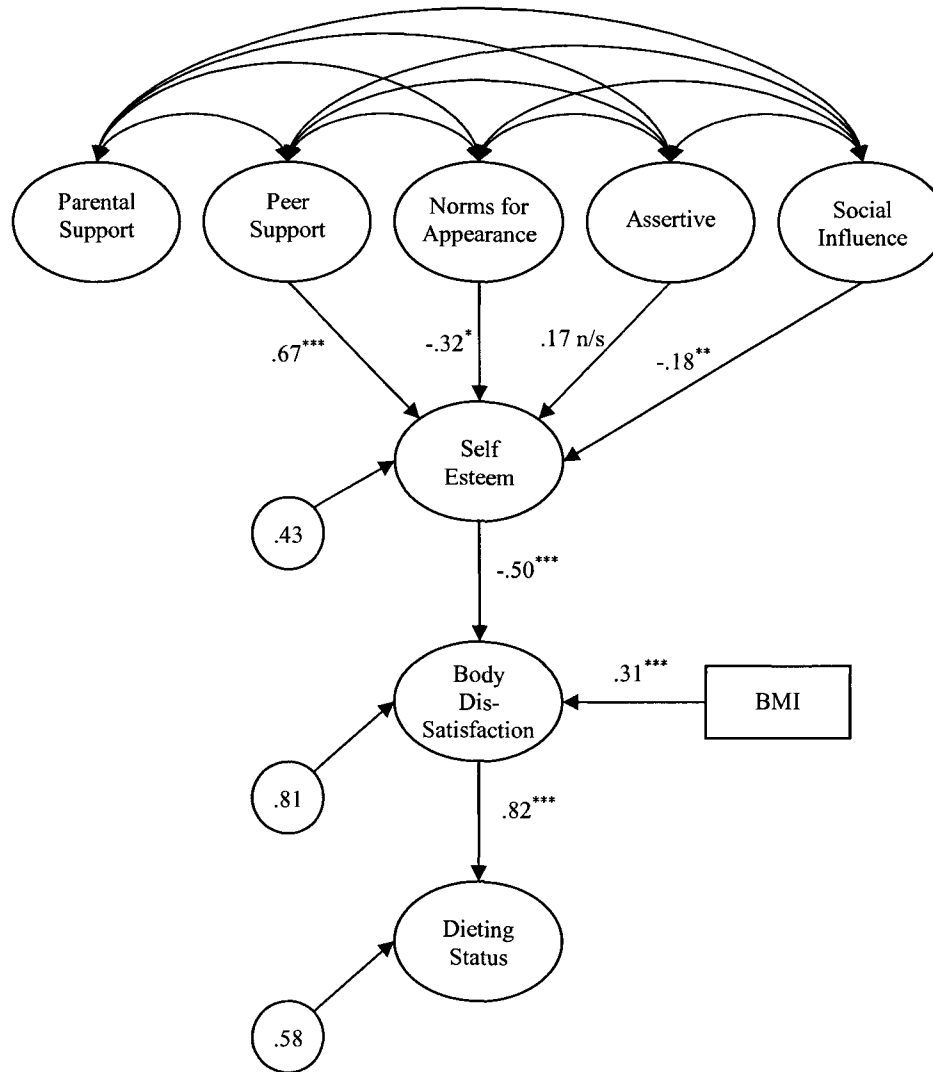 Parental
Support
Peer
Support
Norms for
Appearance
Assertive
Social
Influence
.67***
-.32*
.17 n/s
-.18**
Self
Esteem
.43
-.50***
Body
Dis-
Satisfaction
.31***
BMI
.81
.82***
Dieting
Status
.58